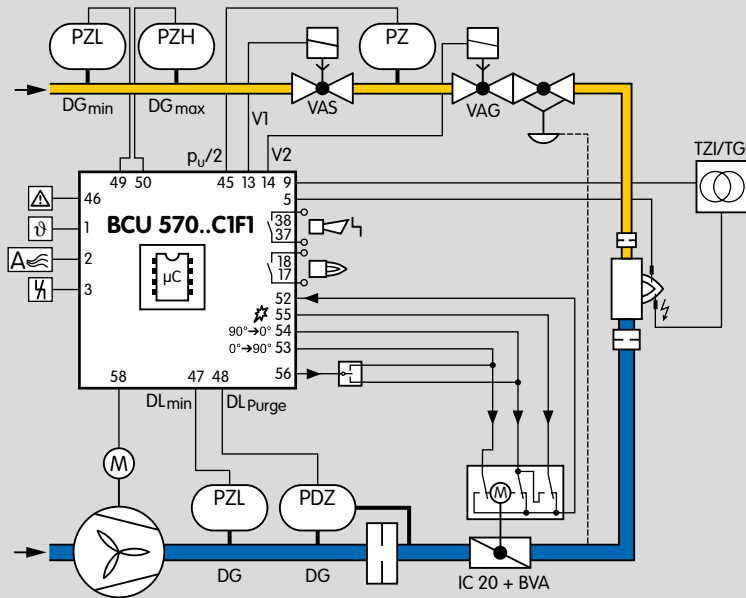 PZL
PZH
PZ
DGmin
DGmax
VAS
VAG
V1
pu/2
V2
TZI/TGI
49 50 45 13 14 9
46
5
BCU 570..C1F1
38
37
1
ϑ
µC
2
A
18
17
3
52
55
90°→0° 54
0°→90° 53
56
58 47 48
DLmin
DLPurge
M
M
PZL
PDZ
DG
DG
IC 20 + BVA